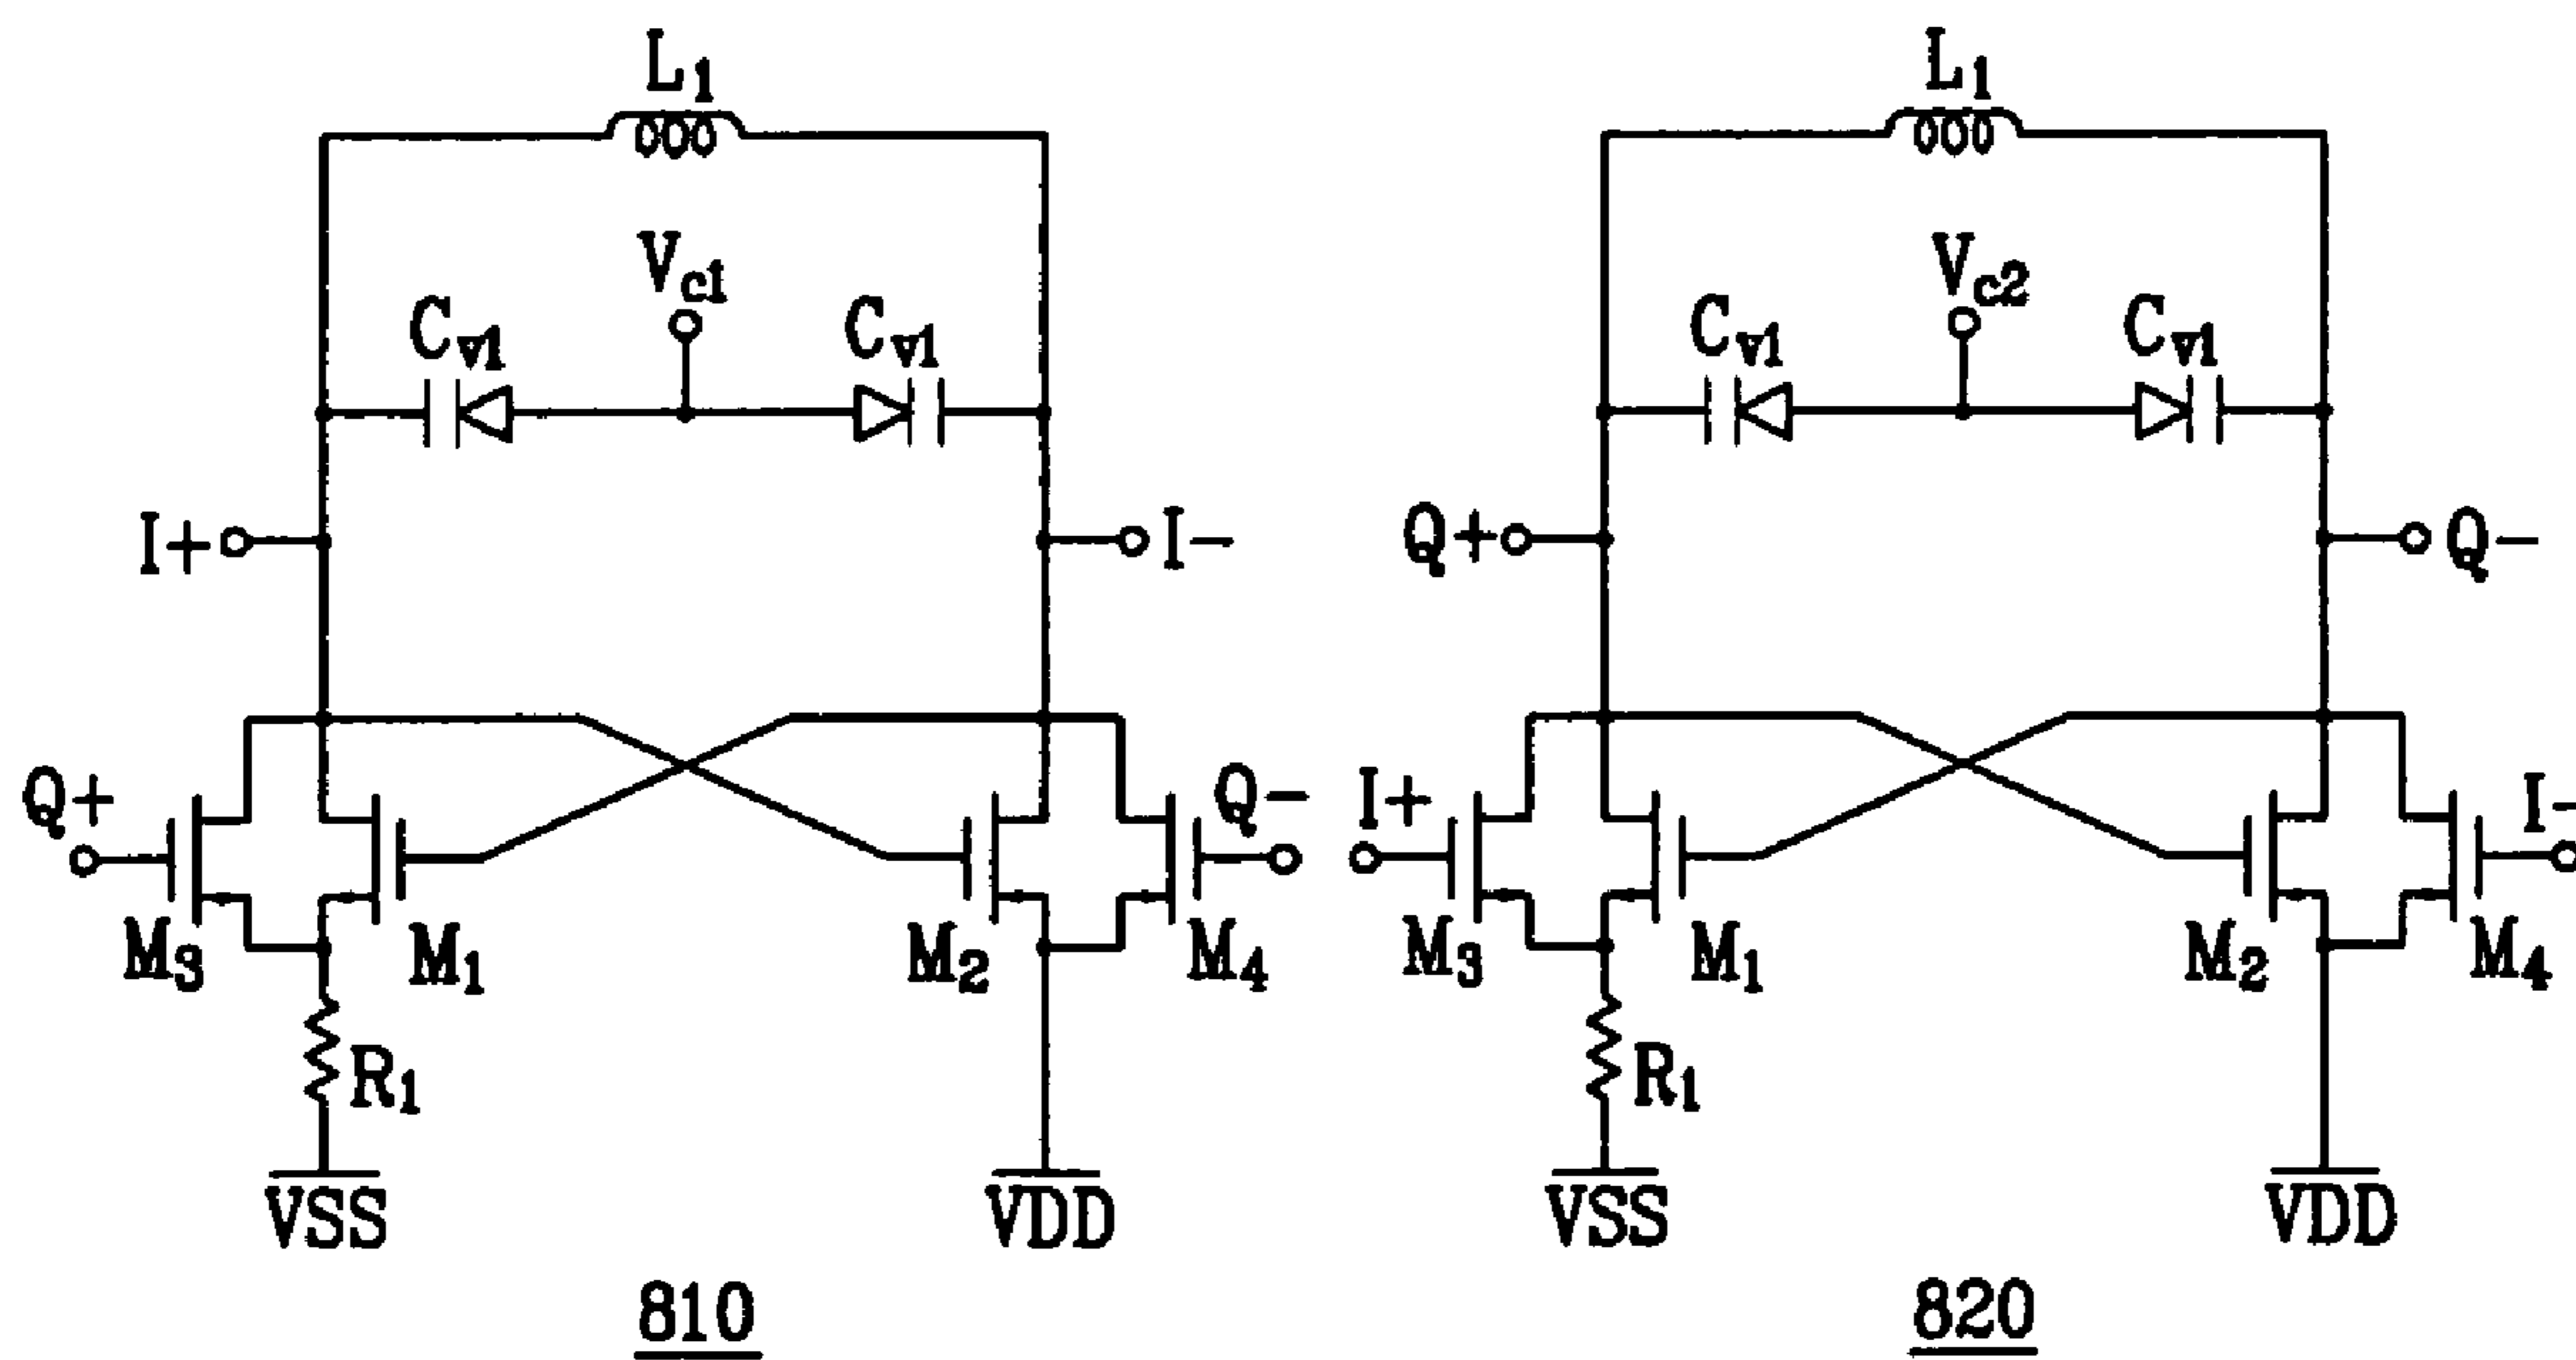 L1
L1
Vc1
Vc2
Cv1
Cv1
Cv1
Cv1
I+
I-
Q+
Q-
Q+
Q-
I+
I-
M3
M1
M2
M4
M3
M1
M2
M4
R1
R1
VSS
VDD
VSS
VDD
810
820